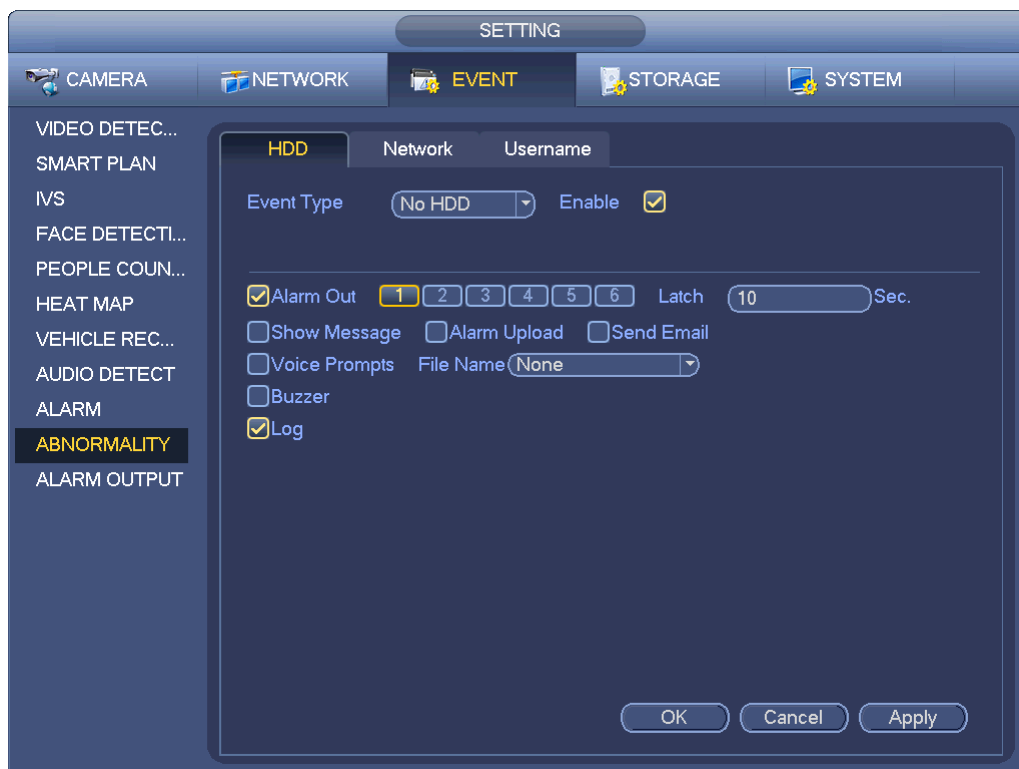 SETTING
CAMERA NETWORK EVENT STORAGE SYSTEM
VIDEO DETEC...
SMART PLAN
IVS
FACE DETECTI...
PEOPLE COUN...
HEAT MAP
VEHICLE REC...
AUDIO DETECT
ALARM
ABNORMALITY
ALARM OUTPUT
HDD Network Username
Event Type No HDD Enable
Alarm Out 1 2 3 4 5 6 Latch 10 Sec.
Show Message Alarm Upload Send Email
Voice Prompts File Name None
Buzzer
Log
OK Cancel Apply